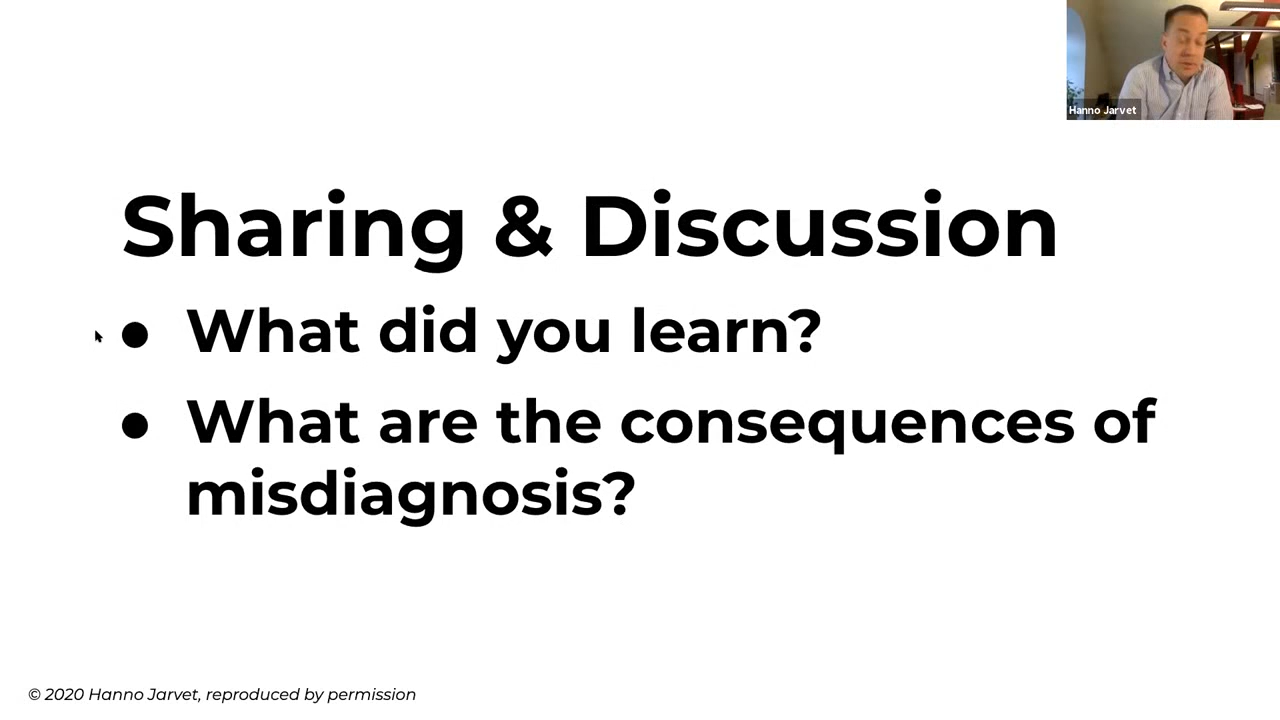 Hanno Jarvet
Sharing & Discussion
● What did you learn?
● What are the consequences of
misdiagnosis?
© 2020 Hanno Jarvet, reproduced by permission